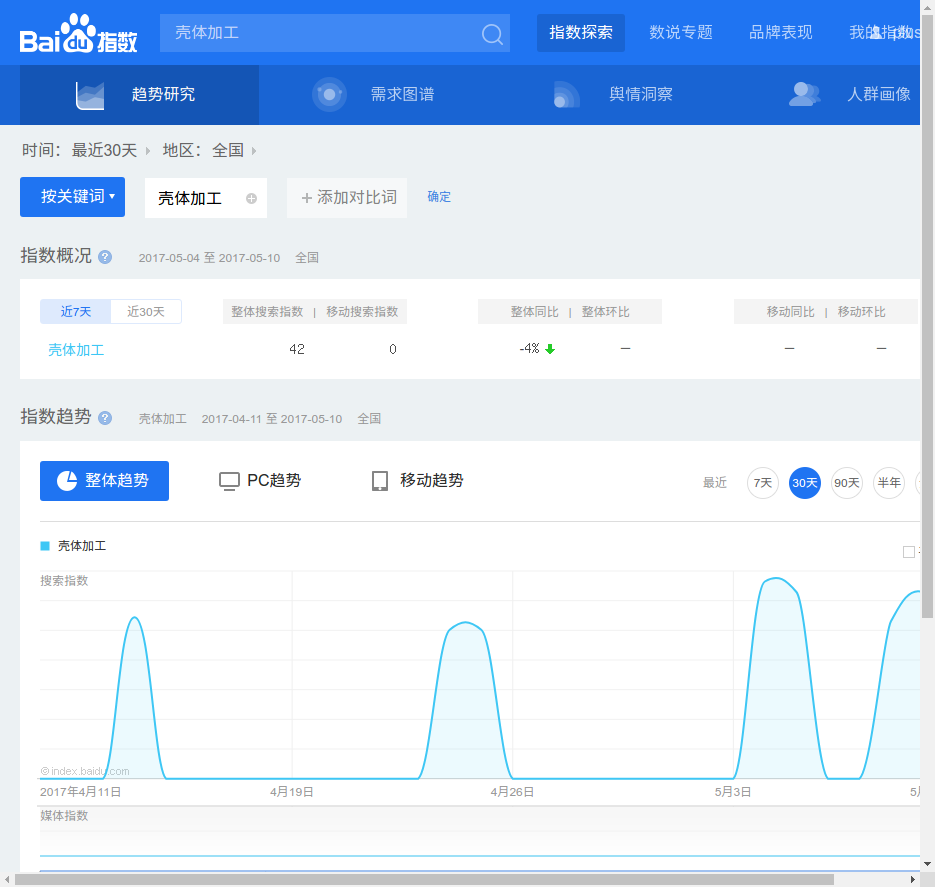 Bai du 指数 壳体加工 指数探索 数说专题 品牌表现 我的指数
趋势研究 需求图谱 舆情洞察 人群画像
时间: 最近30天 地区: 全国
按关键词 壳体加工 +添加对比词 确定
指数概况 ? 2017-05-04 至 2017-05-10 全国
近7天 近30天 整体搜索指数 | 移动搜索指数 整体同比 | 整体环比 移动同比 | 移动环比
壳体加工 42 0 -4% — — —
指数趋势 ? 壳体加工 2017-04-11 至 2017-05-10 全国
整体趋势 PC趋势 移动趋势 最近 7天 30天 90天 半年
壳体加工
搜索指数
©index.baidu.com
2017年4月11日 4月19日 4月26日 5月3日
媒体指数